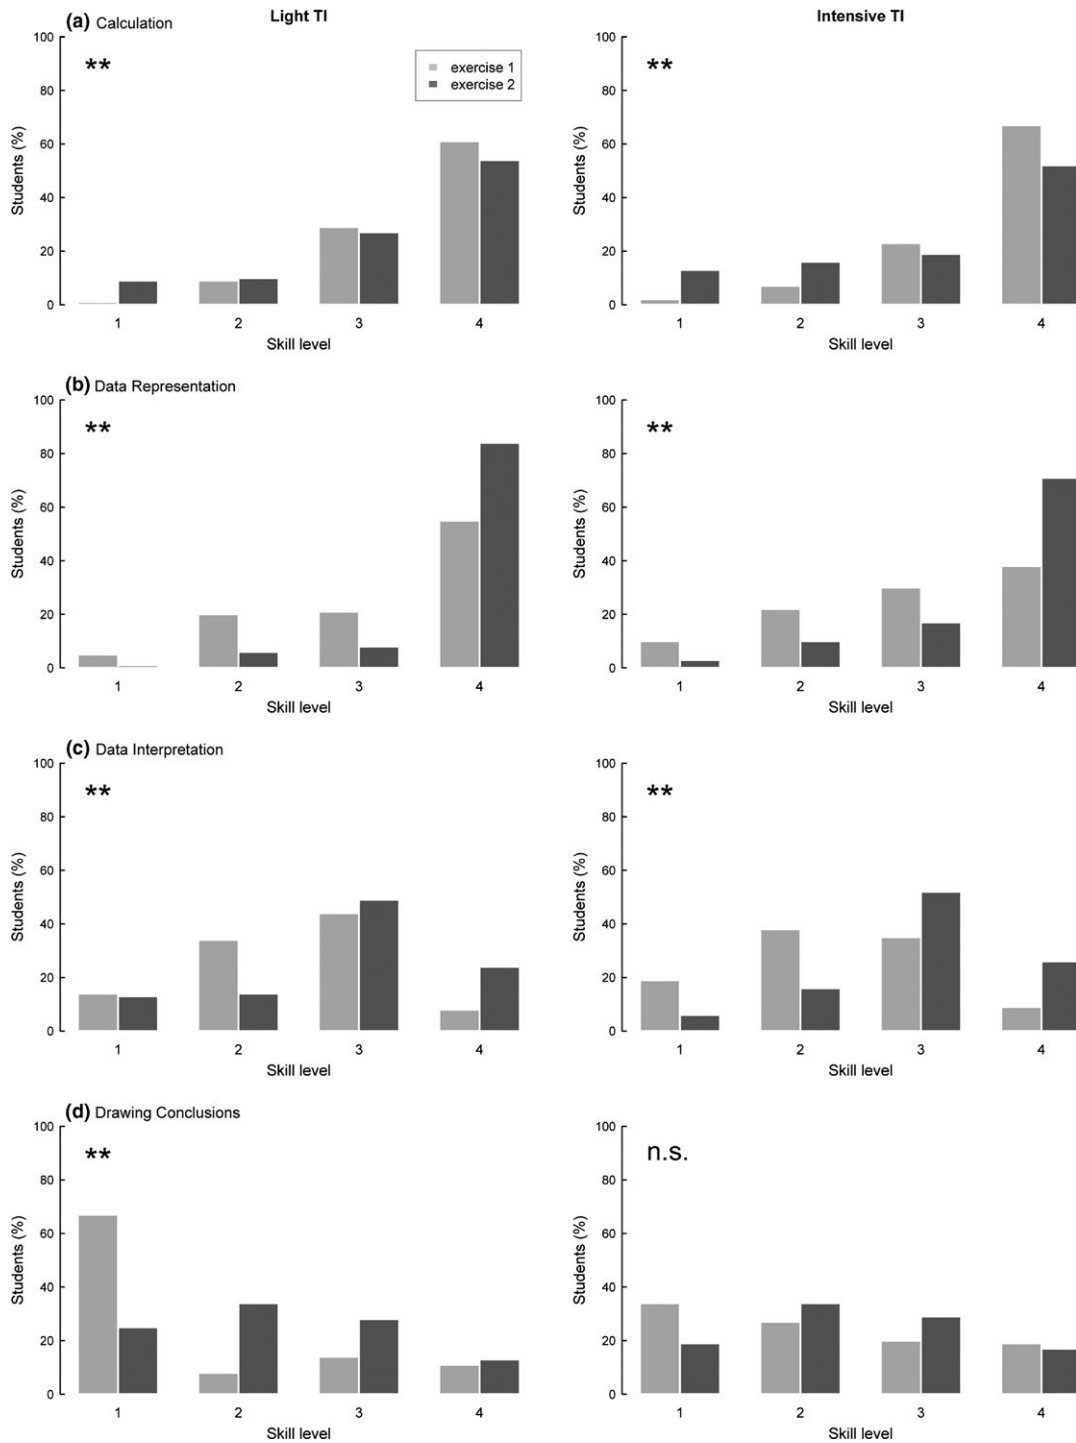 (a) Calculation
Light TI
Intensive TI
100
80
60
40
20
0
Students (%)
**
exercise 1
exercise 2
1 2 3 4
Skill level
100
80
60
40
20
0
Students (%)
**
1 2 3 4
Skill level
(b) Data Representation
100
80
60
40
20
0
Students (%)
**
1 2 3 4
Skill level
100
80
60
40
20
0
Students (%)
**
1 2 3 4
Skill level
(c) Data Interpretation
100
80
60
40
20
0
Students (%)
**
1 2 3 4
Skill level
100
80
60
40
20
0
Students (%)
**
1 2 3 4
Skill level
(d) Drawing Conclusions
100
80
60
40
20
0
Students (%)
**
1 2 3 4
Skill level
100
80
60
40
20
0
Students (%)
n.s.
1 2 3 4
Skill level